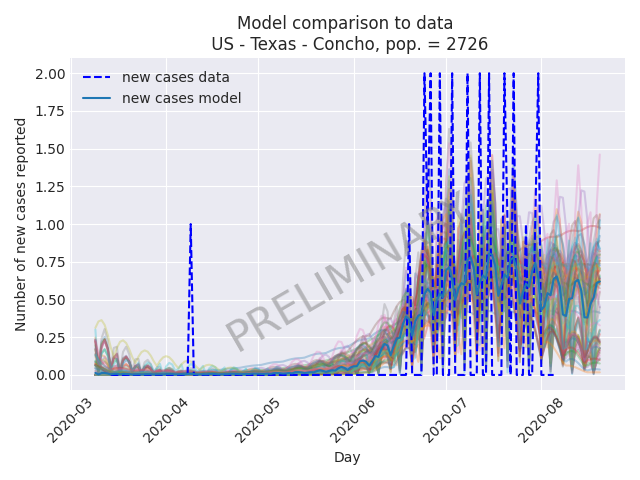 Model comparison to data
US - Texas - Concho, pop. = 2726
Number of new cases reported
2.00
1.75
1.50
1.25
1.00
0.75
0.50
0.25
0.00
new cases data
new cases model
PRELIMINARY
2020-03
2020-04
2020-05
2020-06
2020-07
2020-08
Day